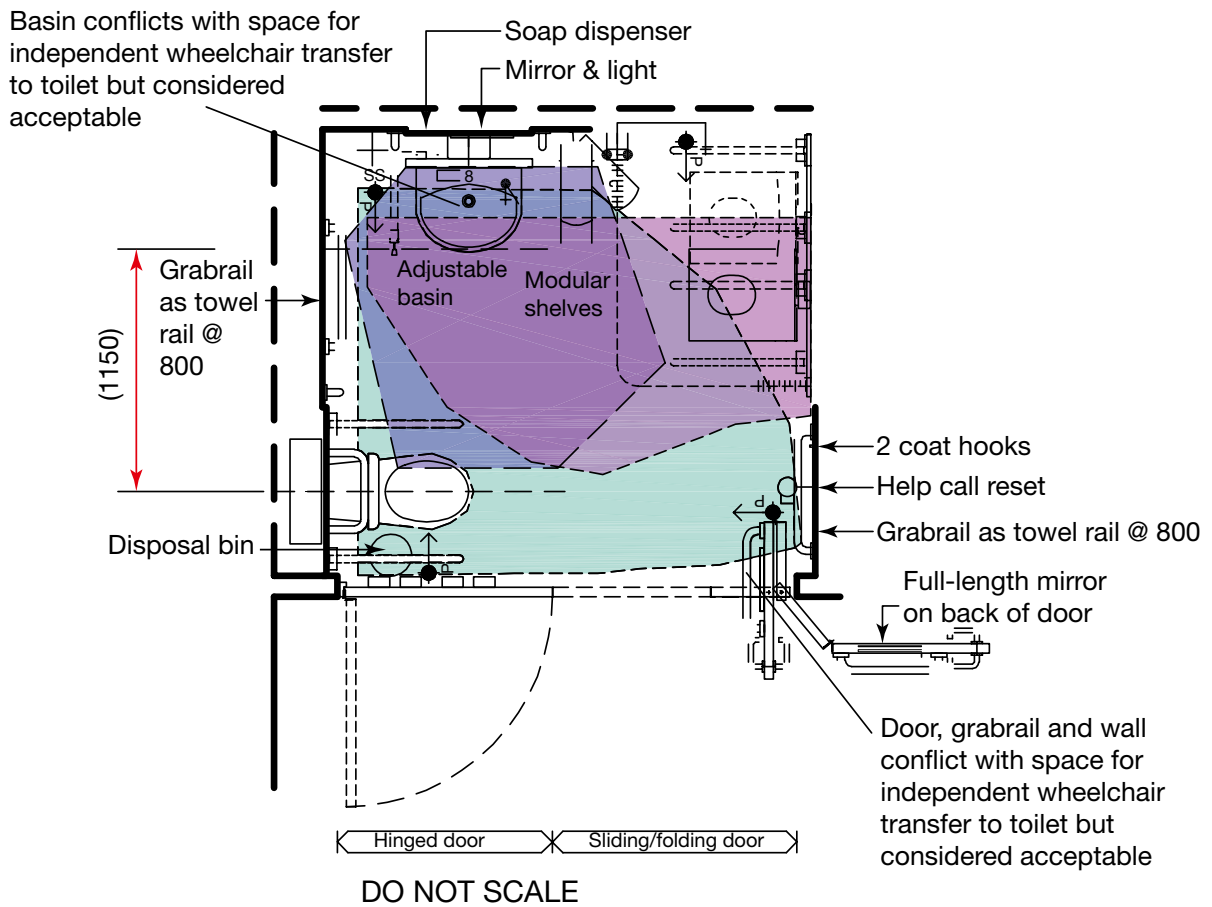 Basin conflicts with space for
independent wheelchair transfer
to toilet but considered
acceptable
Soap dispenser
Mirror & light
SS
8
P
P
Adjustable
basin
Modular
shelves
Grabrail
as towel
rail @
800
(1150)
2 coat hooks
Help call reset
P
Grabrail as towel rail @ 800
Disposal bin
P
Full-length mirror
on back of door
Door, grabrail and wall
conflict with space for
independent wheelchair
transfer to toilet but
considered acceptable
Hinged door
Sliding/folding door
DO NOT SCALE